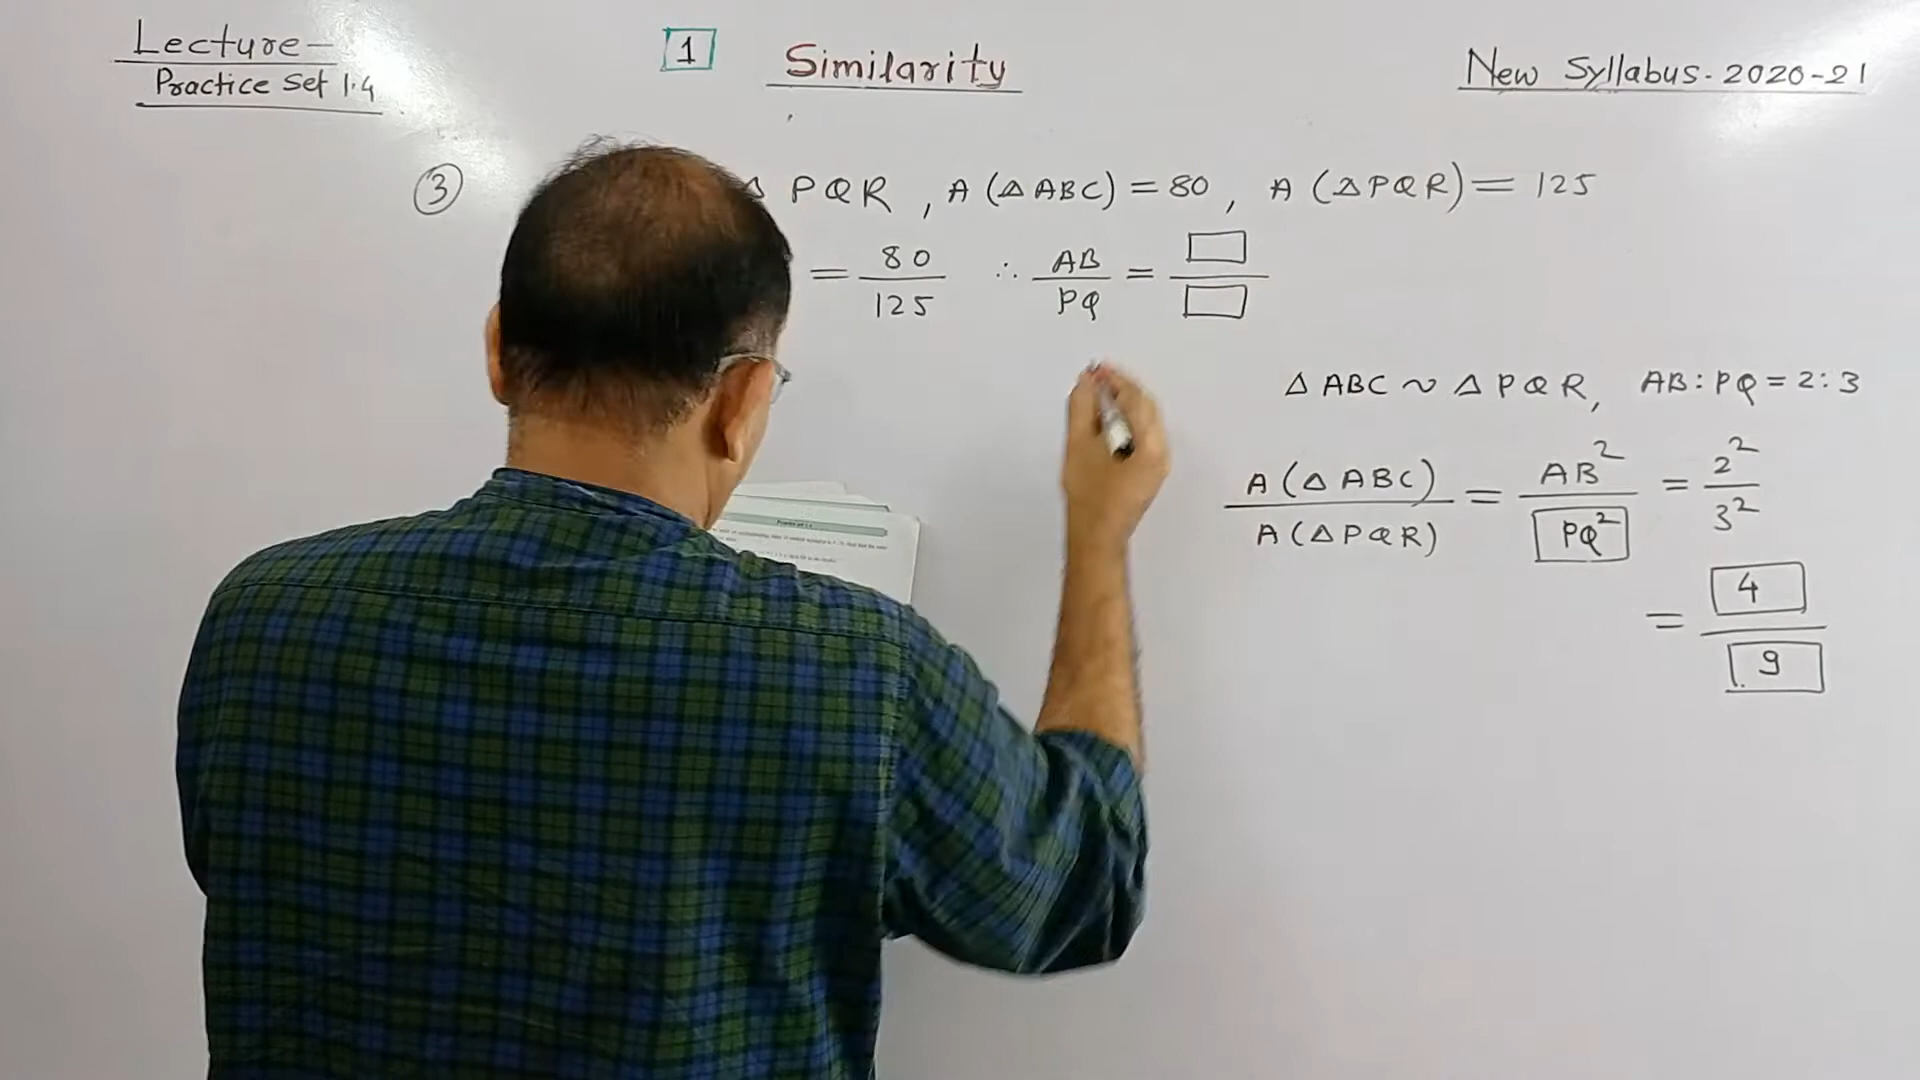 Lecture-
Practice Set 1.4
1 Similarity
New Syllabus. 2020-21
3 Δ PQR, A (Δ ABC) = 80, A (Δ PQR) = 125
= 80 / 125 ∴ AB / PQ = □ / □
Δ ABC ~ Δ PQR, AB : PQ = 2 : 3
A (Δ ABC) / A (Δ PQR) = AB² / PQ² = 2² / 3²
= 4 / 9